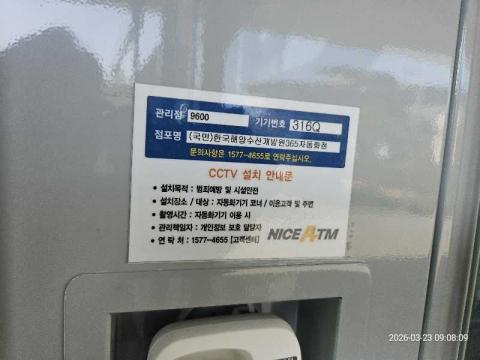 관리점 9600 기기번호 316Q
점포명 (국민)한국해양수산개발원365자동화점
문의사항은 1577-4655로 연락주십시오.
CCTV 설치 안내문
• 설치목적 : 범죄예방 및 시설안전
• 설치장소 / 대상 : 자동화기기 코너 / 이용고객 및 주변
• 촬영시간 : 자동화기기 이용 시
• 관리책임자 : 개인정보 보호 담당자
• 연 락 처 : 1577-4655 [고객센터]
NICE ATM
2026-03-23 09:08:09